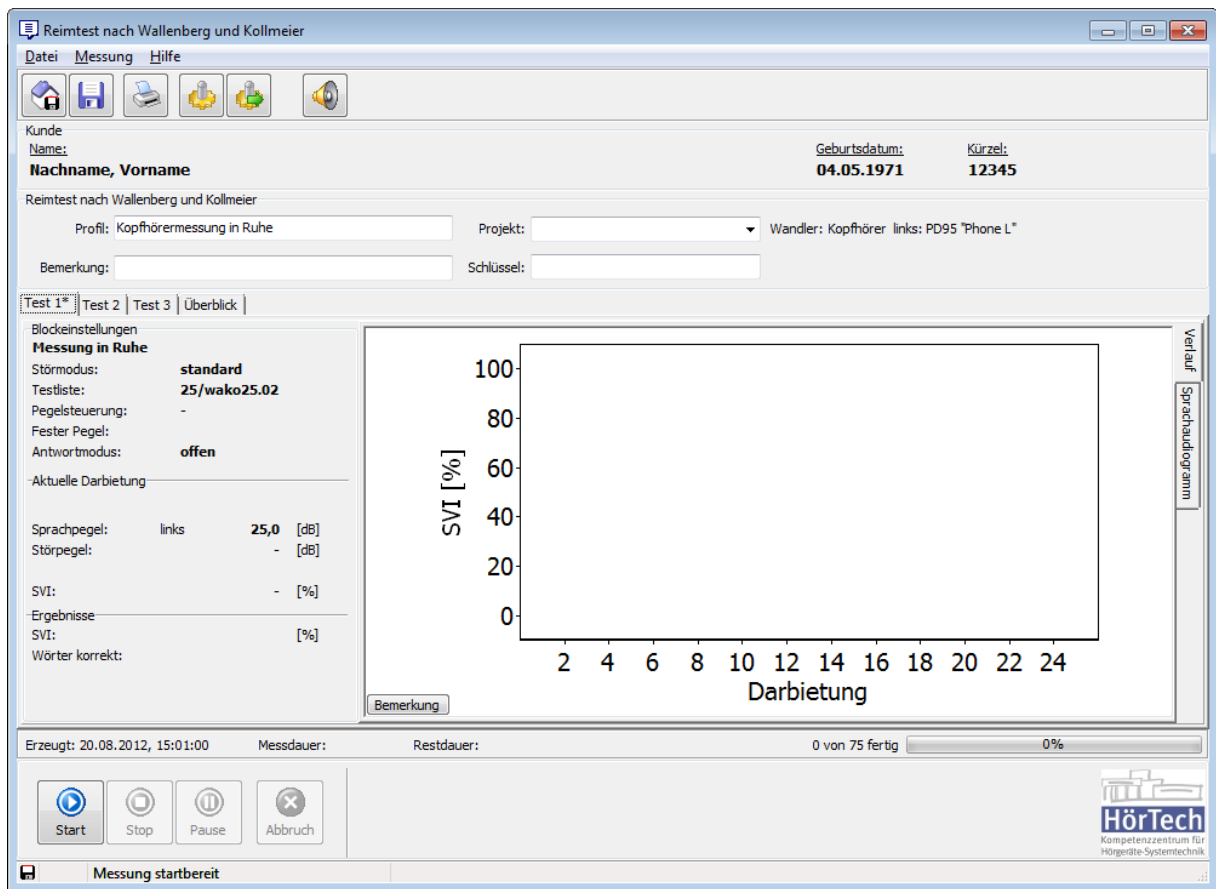 Reimtest nach Wallenberg und Kollmeier
Datei Messung Hilfe
Kunde
Name: Geburtsdatum: Kürzel:
Nachname, Vorname 04.05.1971 12345
Reimtest nach Wallenberg und Kollmeier
Profil: Kopfhörermessung in Ruhe Projekt: Wandler: Kopfhörer links: PD95 "Phone L"
Bemerkung: Schlüssel:
Test 1* Test 2 Test 3 Überblick
Blockeinstellungen
Messung in Ruhe
Störmodus: standard
Testliste: 25/wako25.02
Pegelsteuerung: -
Fester Pegel:
Antwortmodus: offen
Aktuelle Darbietung
Sprachpegel: links 25,0 [dB]
Störpegel: - [dB]
SVI: - [%]
Ergebnisse
SVI: [%]
Wörter korrekt:
SVI [%]
100
80
60
40
20
0
2 4 6 8 10 12 14 16 18 20 22 24
Darbietung
Bemerkung
Verlauf
Sprachaudiogramm
Erzeugt: 20.08.2012, 15:01:00 Messdauer: Restdauer: 0 von 75 fertig 0%
Start Stop Pause Abbruch
HörTech
Kompetenzzentrum für
Hörgeräte-Systemtechnik
Messung startbereit